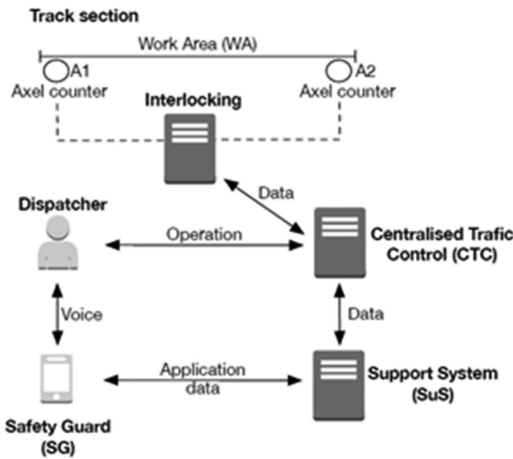 Track section
Work Area (WA)
A1
A2
Axel counter
Axel counter
Interlocking
Data
Dispatcher
Operation
Centralised Trafic
Control (CTC)
Voice
Data
Application
data
Support System
(SuS)
Safety Guard
(SG)